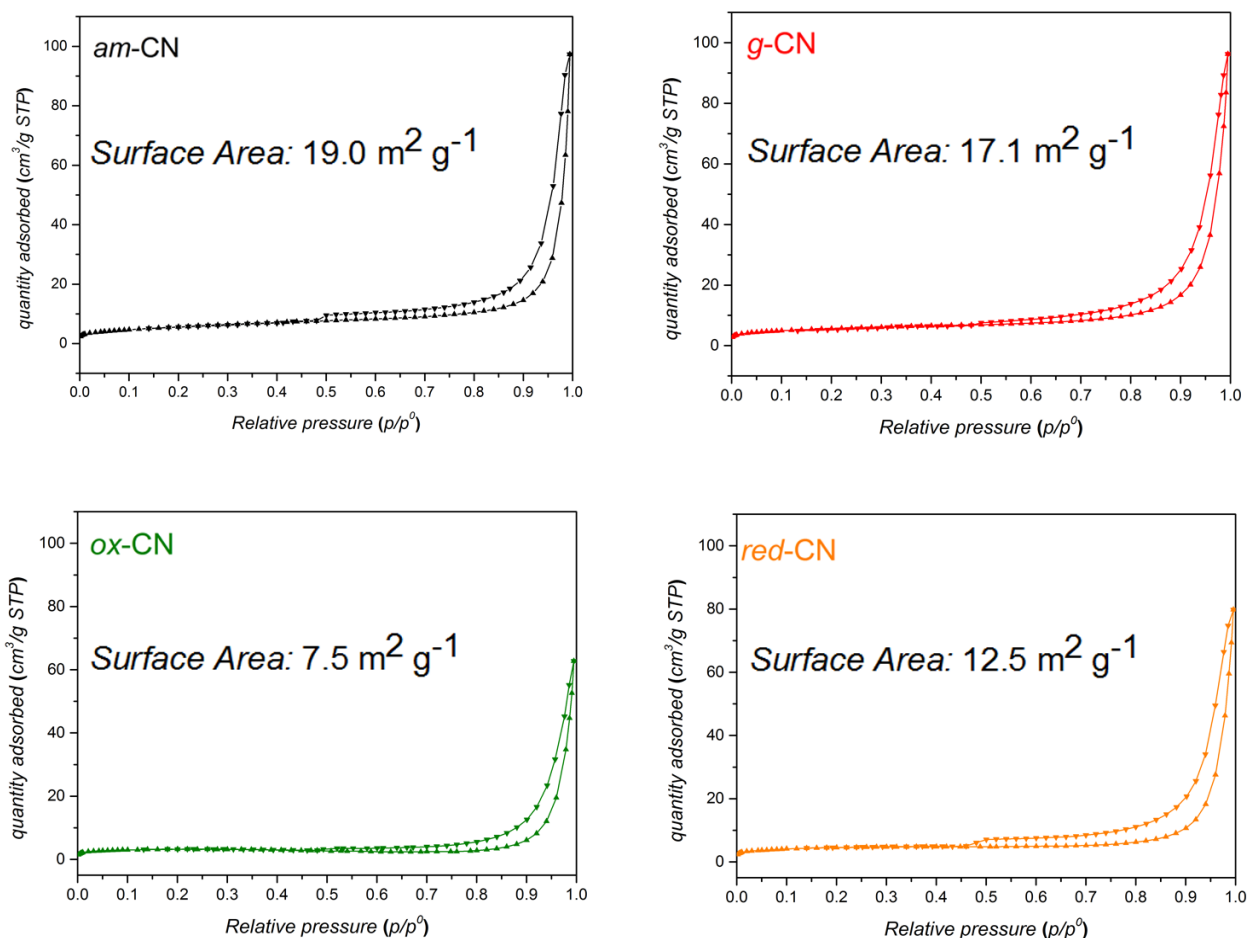 am-CN
Surface Area: 19.0 m² g⁻¹
quantity adsorbed (cm³/g STP)
100
80
60
40
20
0
0.0 0.1 0.2 0.3 0.4 0.5 0.6 0.7 0.8 0.9 1.0
Relative pressure (p/p⁰)
g-CN
Surface Area: 17.1 m² g⁻¹
quantity adsorbed (cm³/g STP)
100
80
60
40
20
0
0.0 0.1 0.2 0.3 0.4 0.5 0.6 0.7 0.8 0.9 1.0
Relative pressure (p/p⁰)
ox-CN
Surface Area: 7.5 m² g⁻¹
quantity adsorbed (cm³/g STP)
100
80
60
40
20
0
0.0 0.1 0.2 0.3 0.4 0.5 0.6 0.7 0.8 0.9 1.0
Relative pressure (p/p⁰)
red-CN
Surface Area: 12.5 m² g⁻¹
quantity adsorbed (cm³/g STP)
100
80
60
40
20
0
0.0 0.1 0.2 0.3 0.4 0.5 0.6 0.7 0.8 0.9 1.0
Relative pressure (p/p⁰)